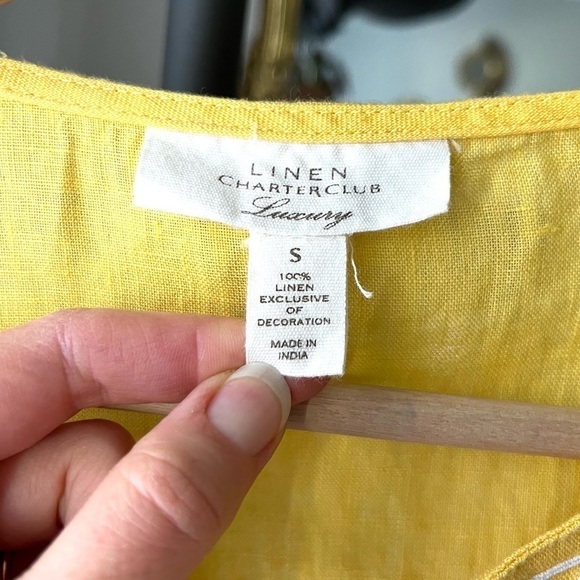 LINEN
CHARTER CLUB
Luxury
S
100%
LINEN
EXCLUSIVE
OF
DECORATION
MADE IN
INDIA